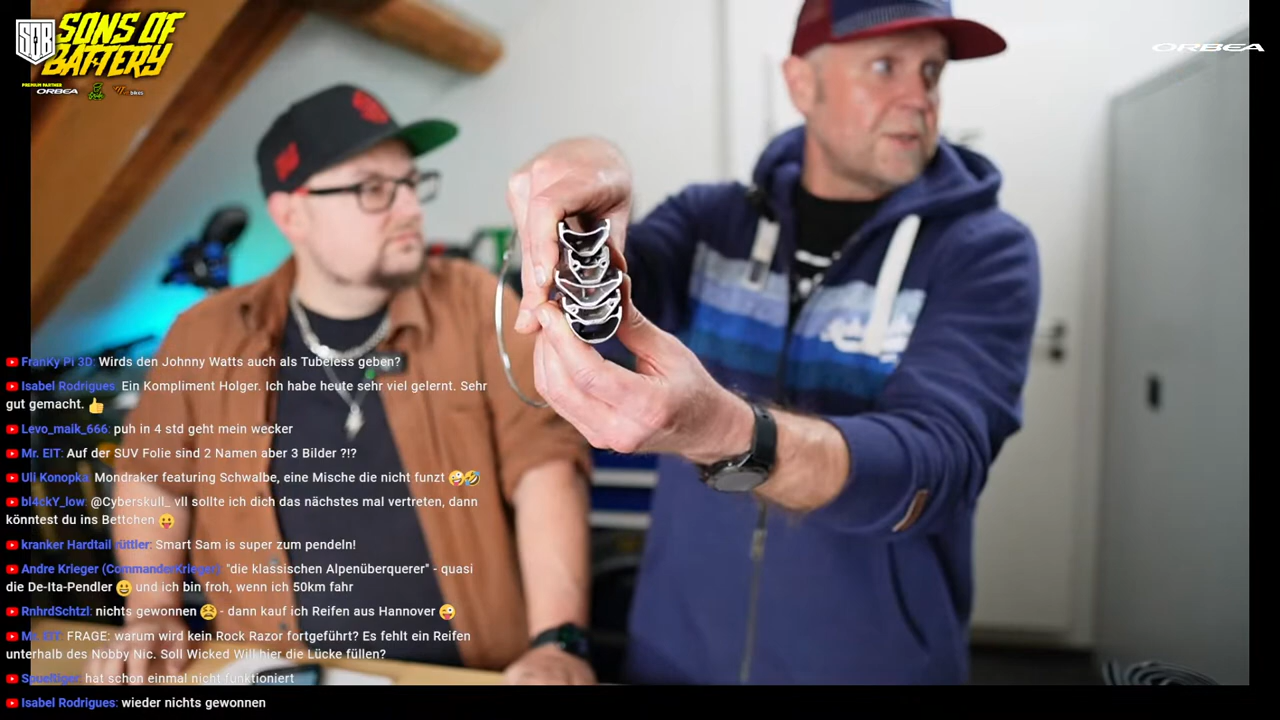 SOB SONS OF
BATTERY
PREMIUM PARTNER
ORBEA
bikes
ORBEA
FranKy Pi 3D: Wirds den Johnny Watts auch als Tubeless geben?
Isabel Rodrigues: Ein Kompliment Holger. Ich habe heute sehr viel gelernt. Sehr
gut gemacht. 👍
Levo_maik_666: puh in 4 std geht mein wecker
Mr. EIT: Auf der SUV Folie sind 2 Namen aber 3 Bilder ?!?
Uli Konopka: Mondraker featuring Schwalbe, eine Mische die nicht funzt 🤪🤣
bl4ckY_low: @Cyberskull_ vll sollte ich dich das nächstes mal vertreten, dann
könntest du ins Bettchen 😛
kranker Hardtail rüttler: Smart Sam is super zum pendeln!
Andre Krieger (CommanderKrieger): "die klassischen Alpenüberquerer" - quasi
die De-Ita-Pendler 😀 und ich bin froh, wenn ich 50km fahr
RnhrdSchtzl: nichts gewonnen 😫 - dann kauf ich Reifen aus Hannover 😜
FRAGE: warum wird kein Rock Razor fortgeführt? Es fehlt ein Reifen
unterhalb des Nobby Nic. Soll Wicked Will hier die Lücke füllen?
hat schon einmal nicht funktioniert
Isabel Rodrigues: wieder nichts gewonnen